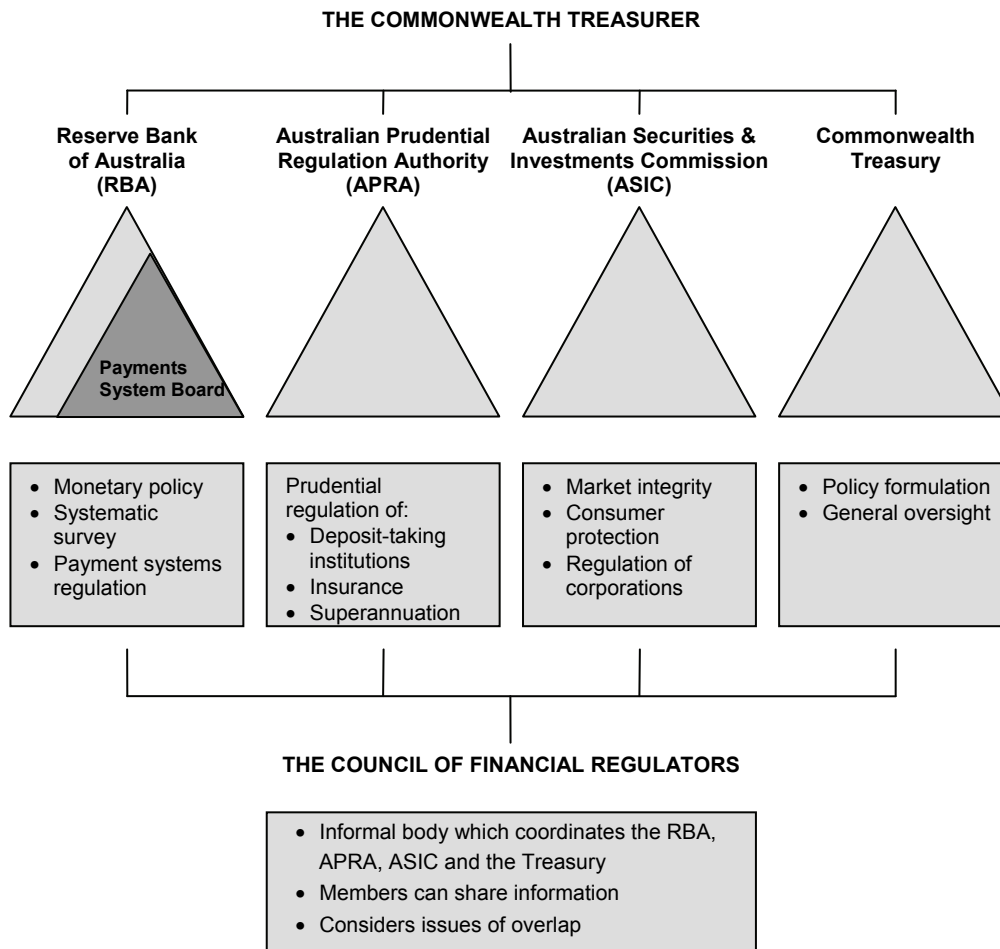 THE COMMONWEALTH TREASURER
Reserve Bank
of Australia
(RBA)
Australian Prudential
Regulation Authority
(APRA)
Australian Securities &
Investments Commission
(ASIC)
Commonwealth
Treasury
Payments
System Board
• Monetary policy
• Systematic
survey
• Payment systems
regulation
Prudential
regulation of:
• Deposit-taking
institutions
• Insurance
• Superannuation
• Market integrity
• Consumer
protection
• Regulation of
corporations
• Policy formulation
• General oversight
THE COUNCIL OF FINANCIAL REGULATORS
• Informal body which coordinates the RBA,
APRA, ASIC and the Treasury
• Members can share information
• Considers issues of overlap